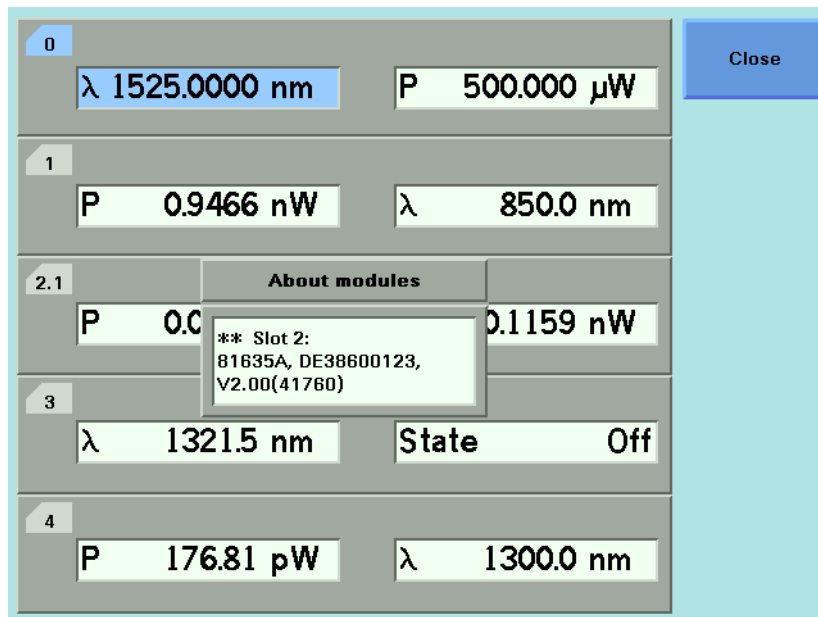 0
λ 1525.0000 nm P 500.000 µW
Close
1
P 0.9466 nW λ 850.0 nm
2.1
P 0.0 0.1159 nW
About modules
** Slot 2:
81635A, DE38600123,
V2.00(41760)
3
λ 1321.5 nm State Off
4
P 176.81 pW λ 1300.0 nm